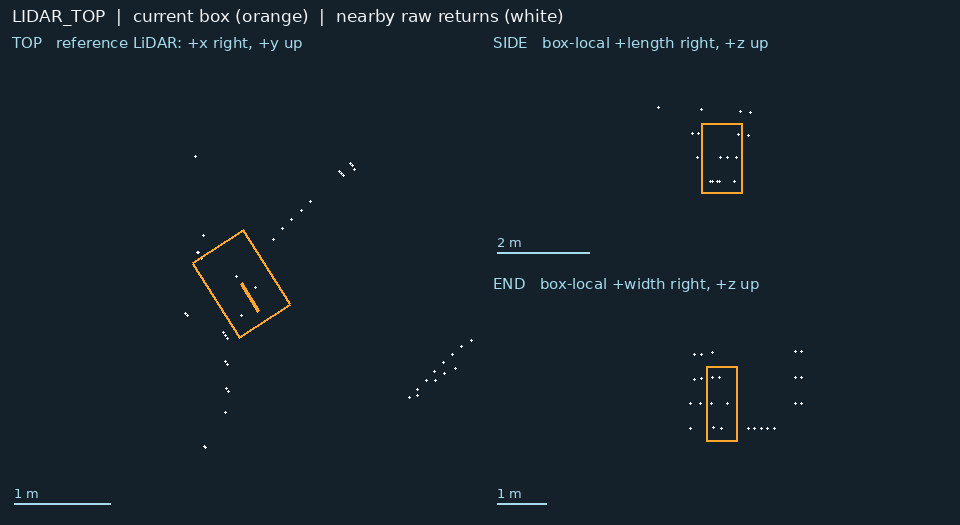 LIDAR_TOP | current box (orange) | nearby raw returns (white)
TOP reference LiDAR: +x right, +y up
SIDE box-local +length right, +z up
2 m
END box-local +width right, +z up
1 m
1 m